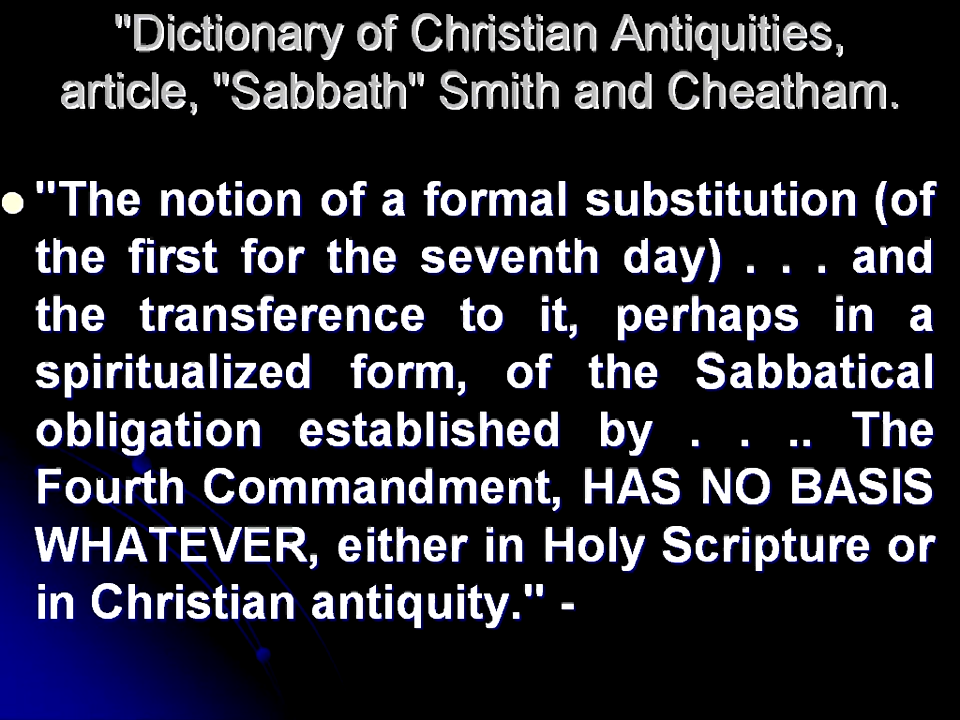 "Dictionary of Christian Antiquities,
article, "Sabbath" Smith and Cheatham.
• "The notion of a formal substitution (of
the first for the seventh day) . . . and
the transference to it, perhaps in a
spiritualized form, of the Sabbatical
obligation established by . . .. The
Fourth Commandment, HAS NO BASIS
WHATEVER, either in Holy Scripture or
in Christian antiquity." -